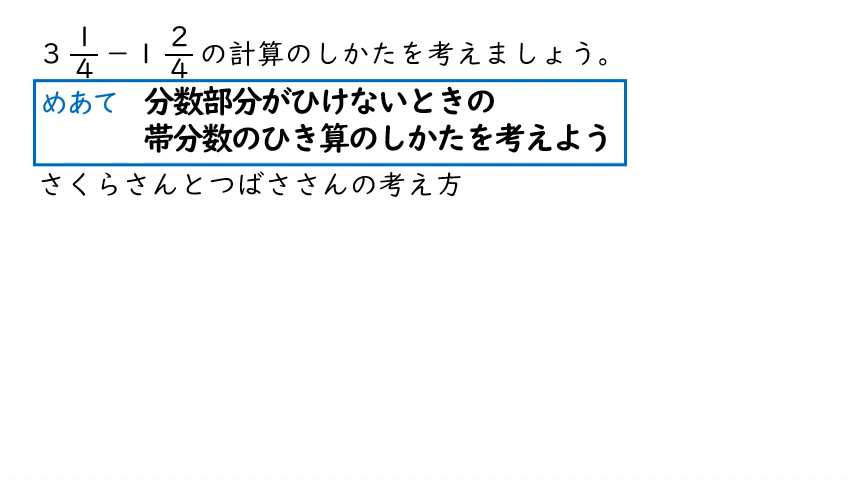 3 1/4 − 1 2/4 の計算のしかたを考えましょう。
めあて 分数部分がひけないときの
帯分数のひき算のしかたを考えよう
さくらさんとつばささんの考え方